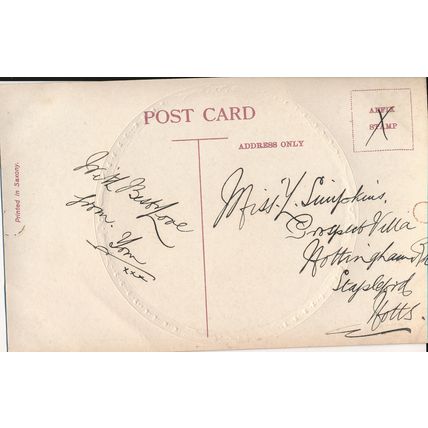 POST CARD
ADDRESS ONLY
AFFIX
STAMP
Printed in Saxony.
With Best Love
from Tom
xxx
Miss. Y. Simpkins,
Prospect Villa
Nottingham Rd
Stapleford
Notts.